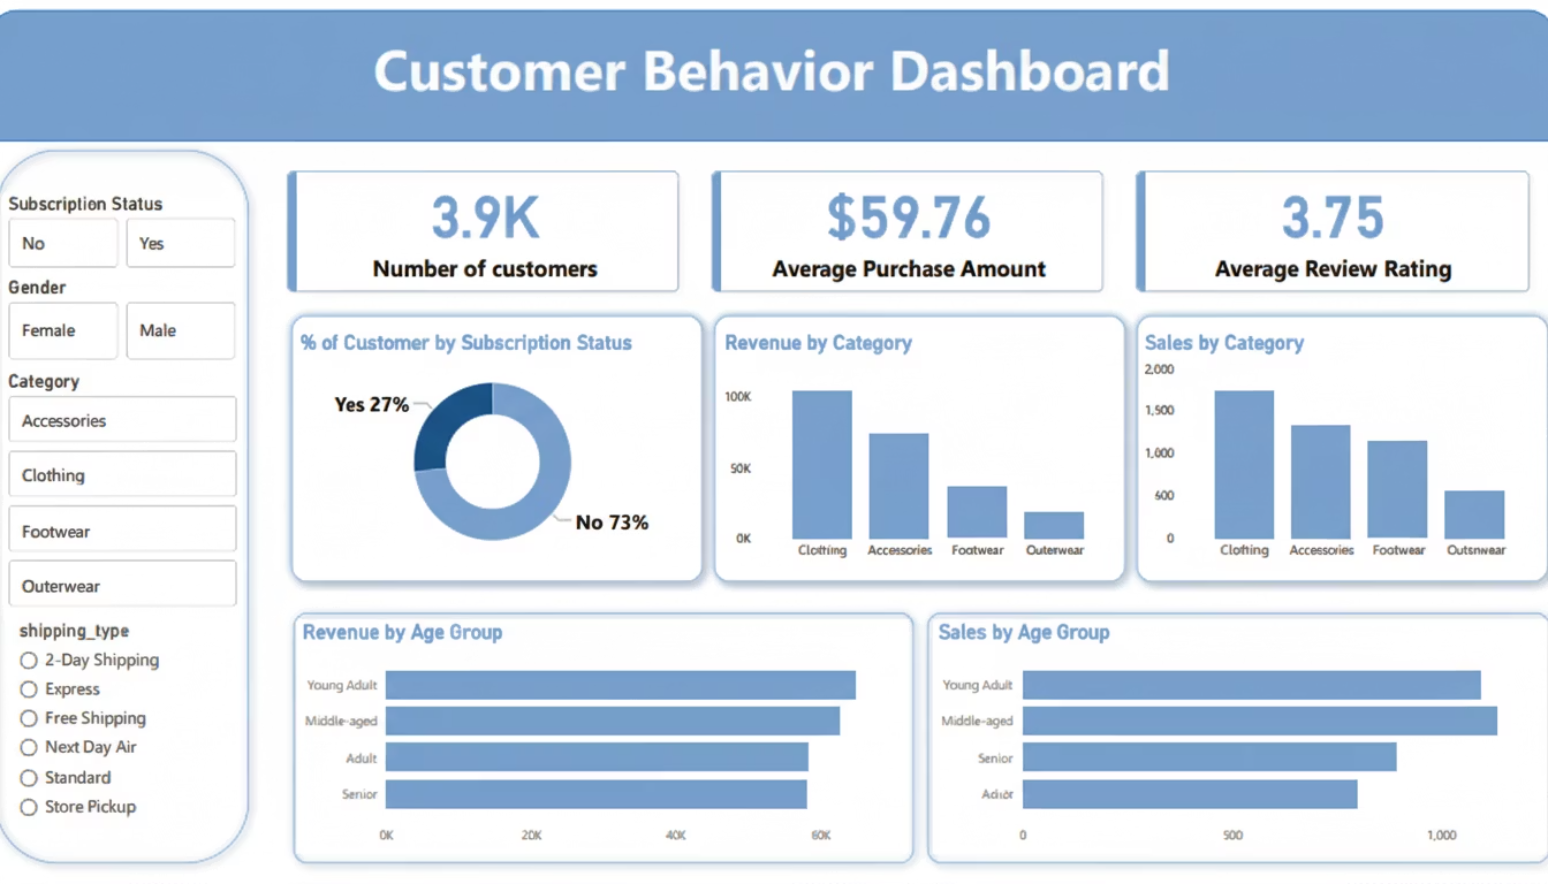 Customer Behavior Dashboard
Subscription Status
No
Yes
Gender
Female
Male
Category
Accessories
Clothing
Footwear
Outerwear
shipping_type
2-Day Shipping
Express
Free Shipping
Next Day Air
Standard
Store Pickup
3.9K
Number of customers
$59.76
Average Purchase Amount
3.75
Average Review Rating
% of Customer by Subscription Status
Yes 27%
No 73%
Revenue by Category
100K
50K
0K
Clotting
Accessories
Footwear
Outerwear
Sales by Category
2,000
1,500
1,000
600
0
Clofting
Accessories
Footwear
Outsnwear
Revenue by Age Group
Young Adult
Middle-aged
Adult
Senior
0K
20K
40K
60K
Sales by Age Group
Young Adult
Middle-aged
Senior
0
500
1,000